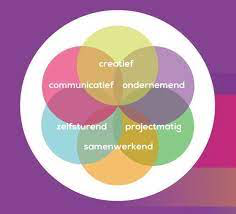 creatief
communicatief ondernemend
zelfsturend projectmatig
samenwerkend